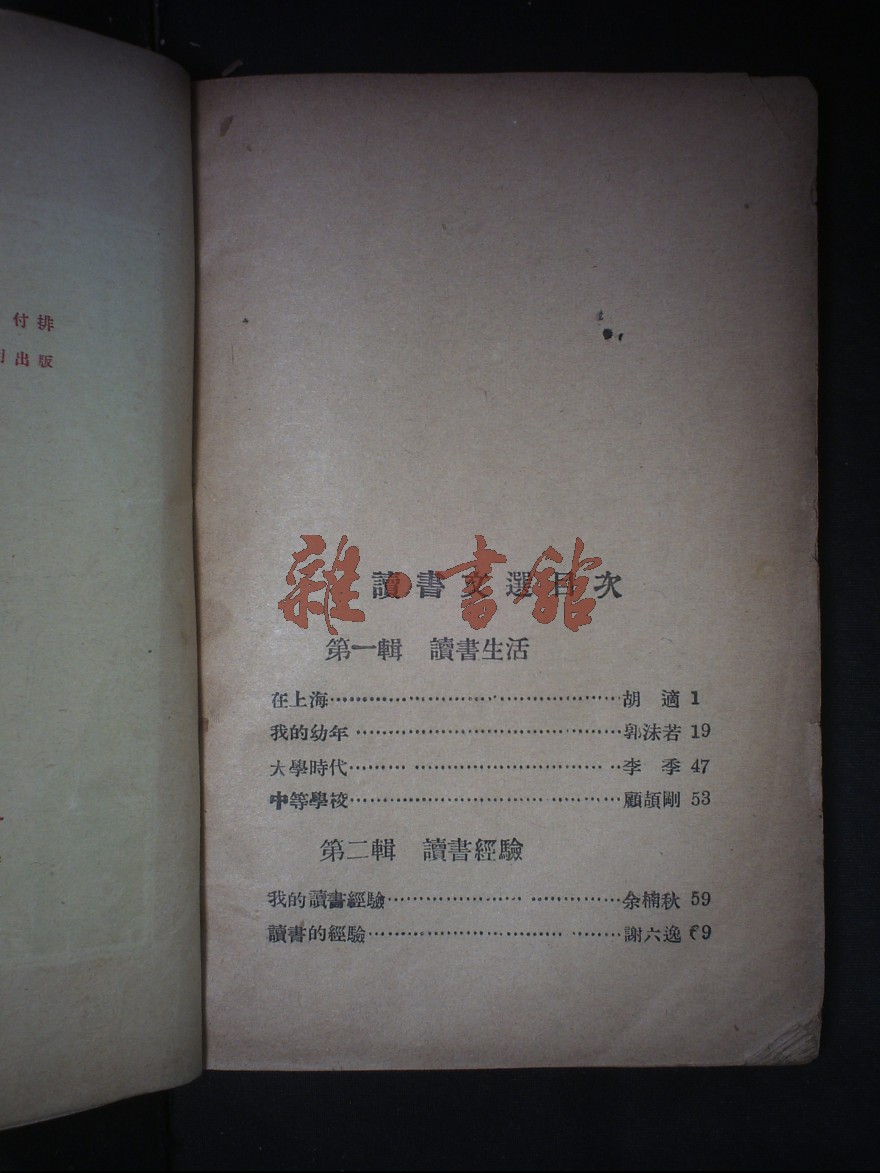 付排
出版
雜·書館
讀書文選目次
第一輯 讀書生活
在上海……………………………………胡適 1
我的幼年……………………………………郭沫若 19
大學時代……………………………………李季 47
中等學校……………………………………顧頡剛 53
第二輯 讀書經驗
我的讀書經驗……………………………………余楠秋 59
讀書的經驗……………………………………謝六逸 69